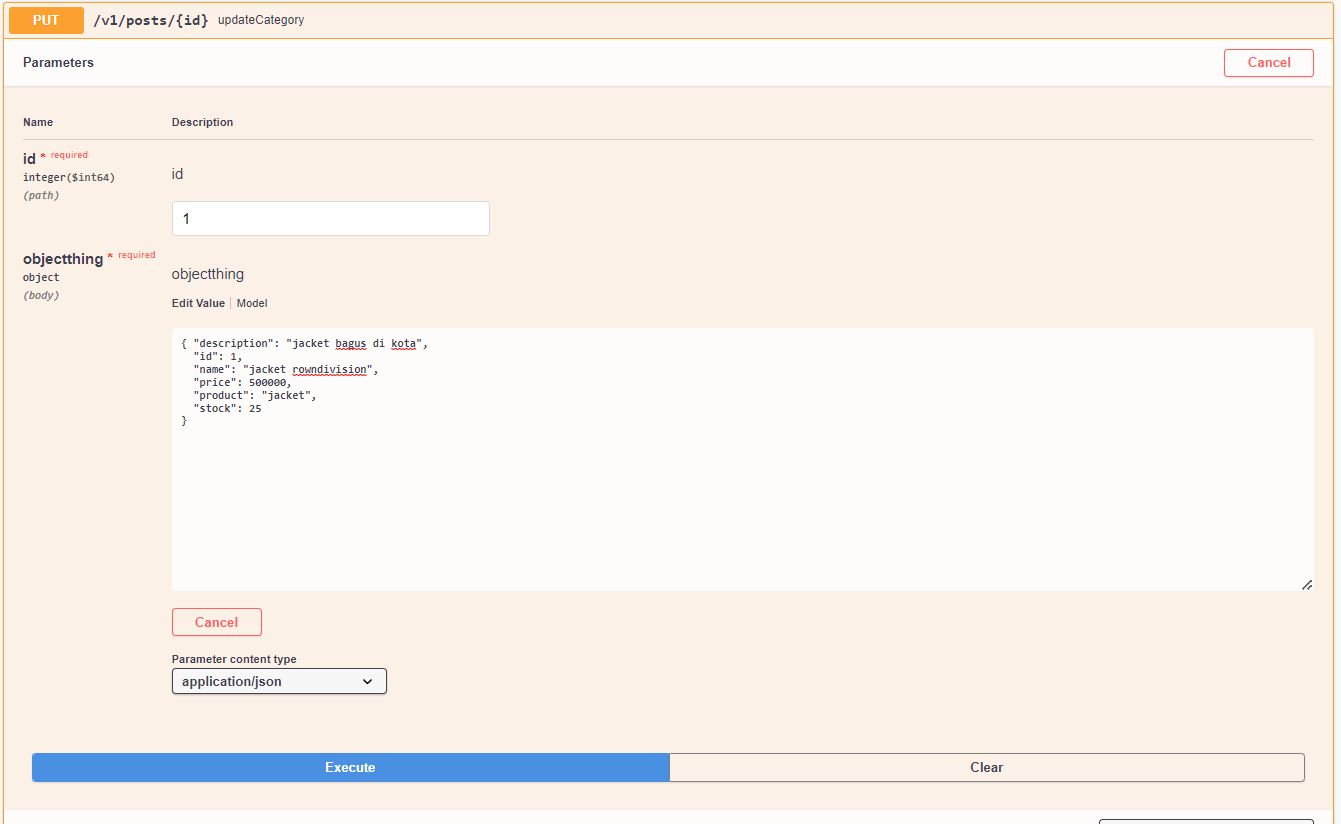 PUT /v1/posts/{id} updateCategory
Parameters
Cancel
Name Description
id * required
integer($int64)
(path)
id
1
objectthing * required
object
(body)
objectthing
Edit Value | Model
{ "description": "jacket bagus di kota",
  "id": 1,
  "name": "jacket rowndivision",
  "price": 500000,
  "product": "jacket",
  "stock": 25
}
Cancel
Parameter content type
application/json
Execute
Clear